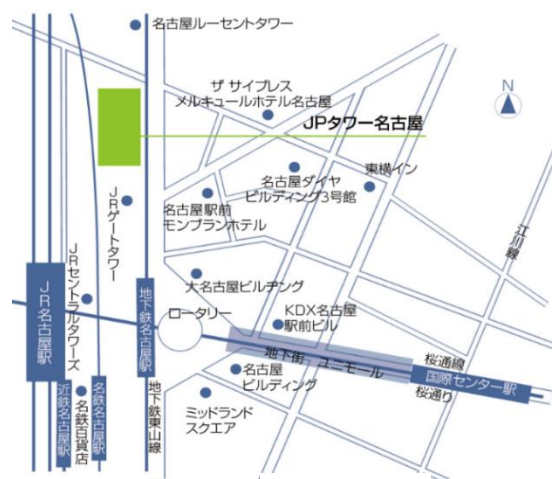 名古屋ルーセントタワー
ザ サイプレス
メルキュールホテル名古屋
N
JPタワー名古屋
東横イン
名古屋ダイヤ
ビルディング3号館
名古屋駅前
モンブランホテル
JRゲートタワー
江川線
大名古屋ビルヂング
JRセントラルタワーズ
JR名古屋駅
地下鉄名古屋駅
ロータリー
KDX名古屋
駅前ビル
地下街 ユニモール
桜通線
国際センター駅
桜通り
名古屋
ビルディング
ミッドランド
スクエア
近鉄名古屋駅
名鉄百貨店
名鉄名古屋駅
地下鉄東山線